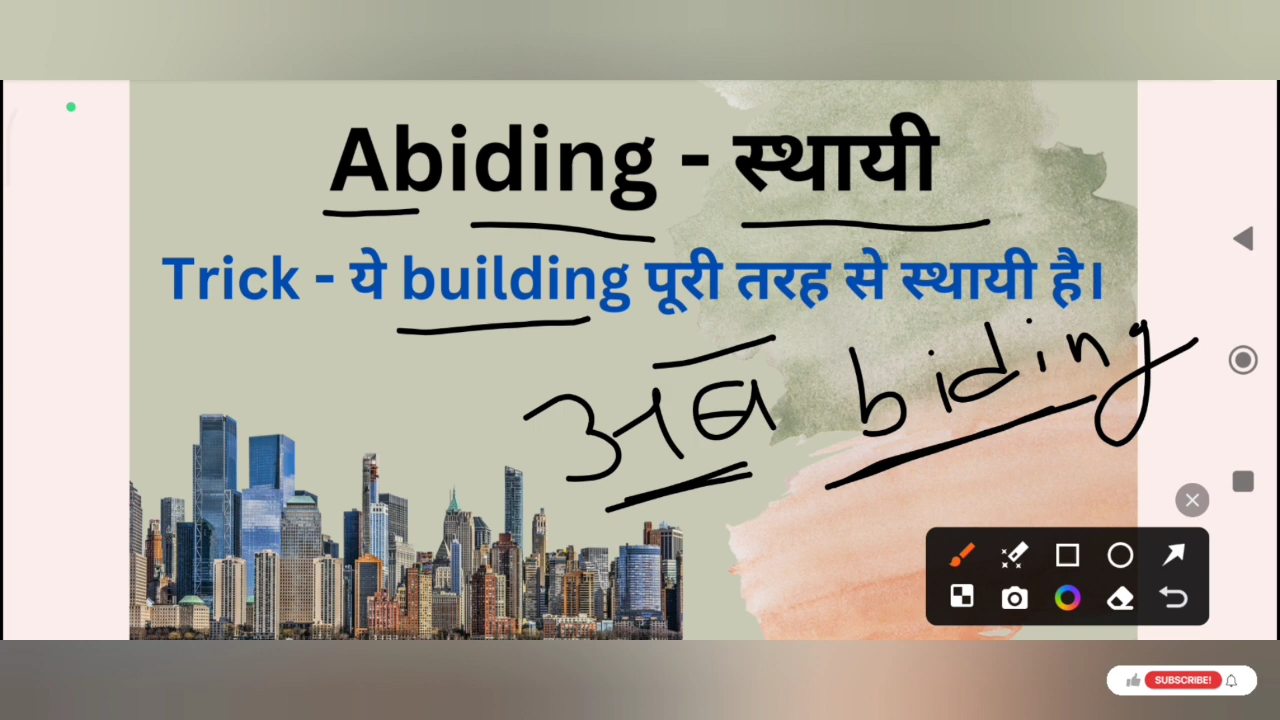 Abiding - स्थायी
Trick - ये building पूरी तरह से स्थायी है।
अब biding
SUBSCRIBE!